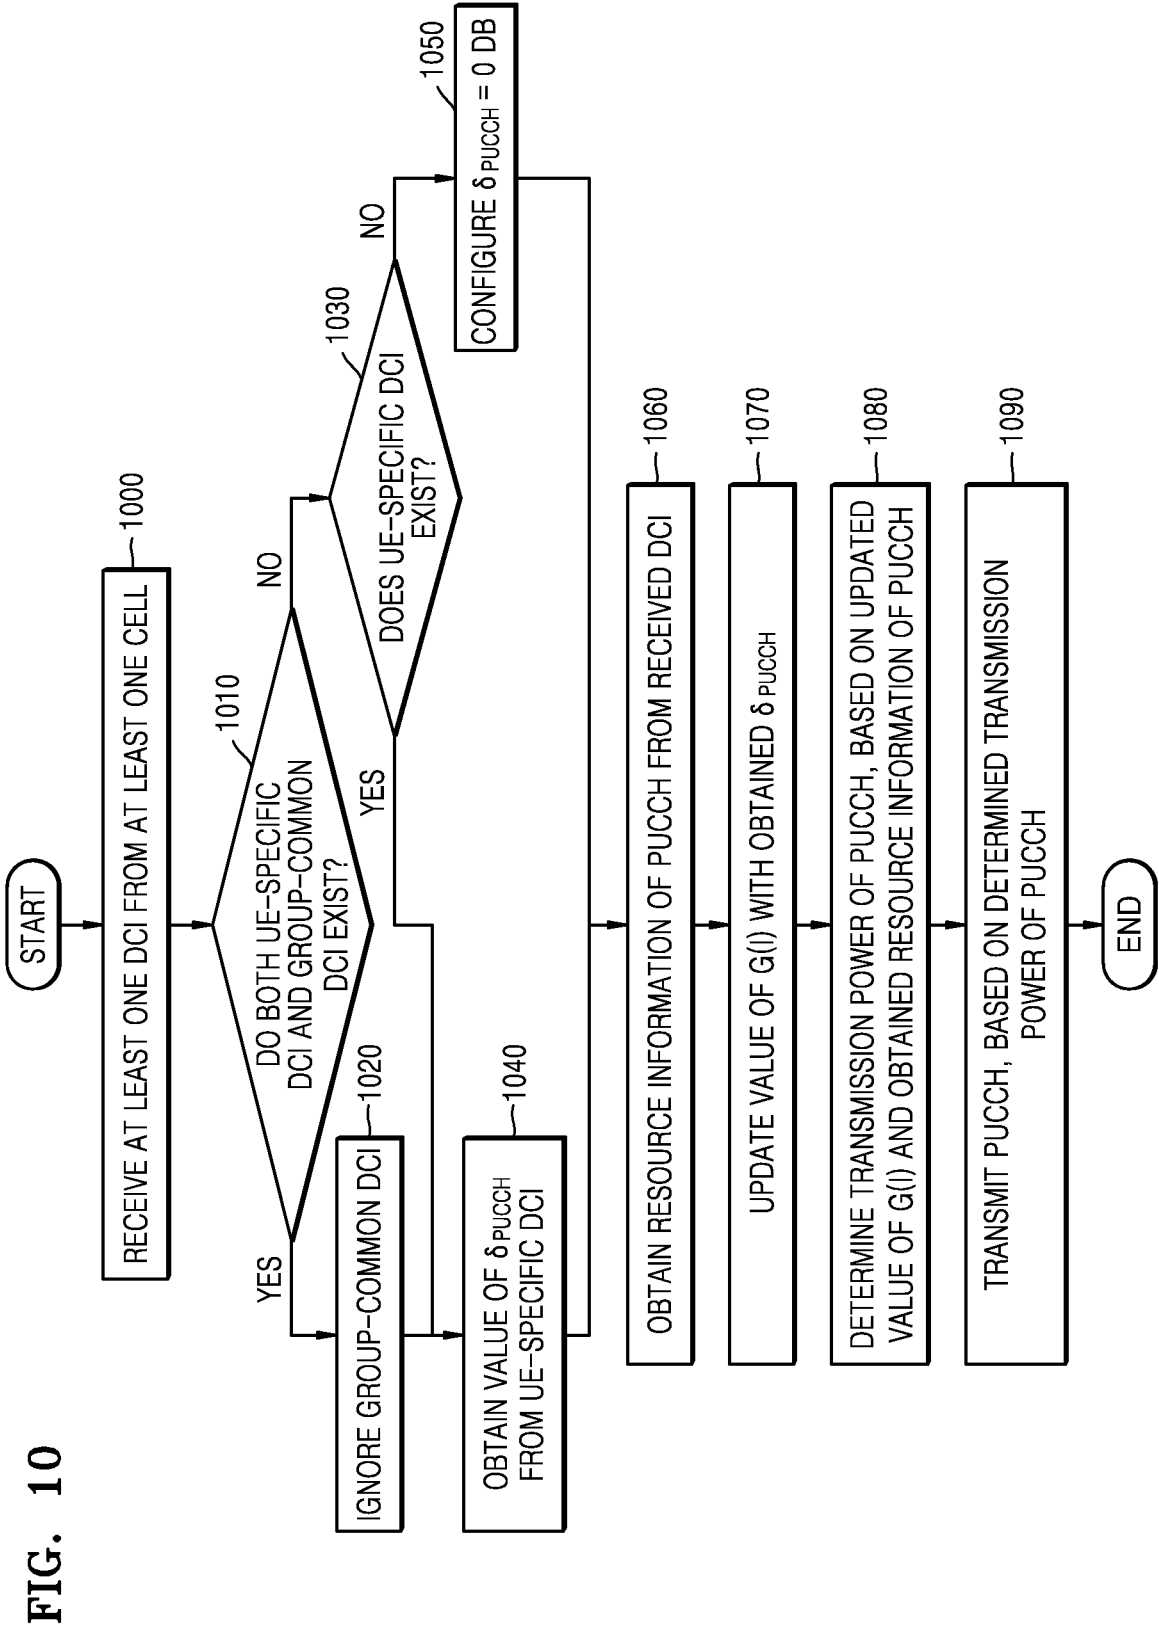 FIG. 10
START
1000
RECEIVE AT LEAST ONE DCI FROM AT LEAST ONE CELL
1010
DO BOTH UE-SPECIFIC
DCI AND GROUP-COMMON
DCI EXIST?
YES
NO
1020
IGNORE GROUP-COMMON DCI
1030
DOES UE-SPECIFIC DCI
EXIST?
YES
NO
1040
OBTAIN VALUE OF δ PUCCH
FROM UE-SPECIFIC DCI
1050
CONFIGURE δ PUCCH = 0 DB
1060
OBTAIN RESOURCE INFORMATION OF PUCCH FROM RECEIVED DCI
1070
UPDATE VALUE OF G(I) WITH OBTAINED δ PUCCH
1080
DETERMINE TRANSMISSION POWER OF PUCCH, BASED ON UPDATED
VALUE OF G(I) AND OBTAINED RESOURCE INFORMATION OF PUCCH
1090
TRANSMIT PUCCH, BASED ON DETERMINED TRANSMISSION
POWER OF PUCCH
END